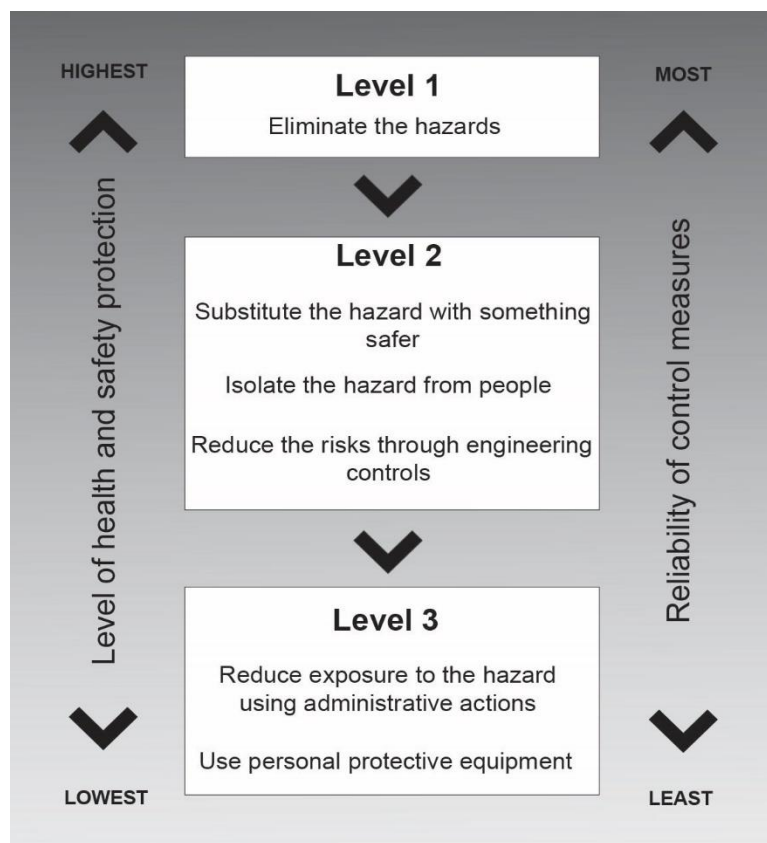 HIGHEST
Level of health and safety protection
LOWEST
Level 1
Eliminate the hazards
Level 2
Substitute the hazard with something
safer
Isolate the hazard from people
Reduce the risks through engineering
controls
Level 3
Reduce exposure to the hazard
using administrative actions
Use personal protective equipment
MOST
Reliability of control measures
LEAST